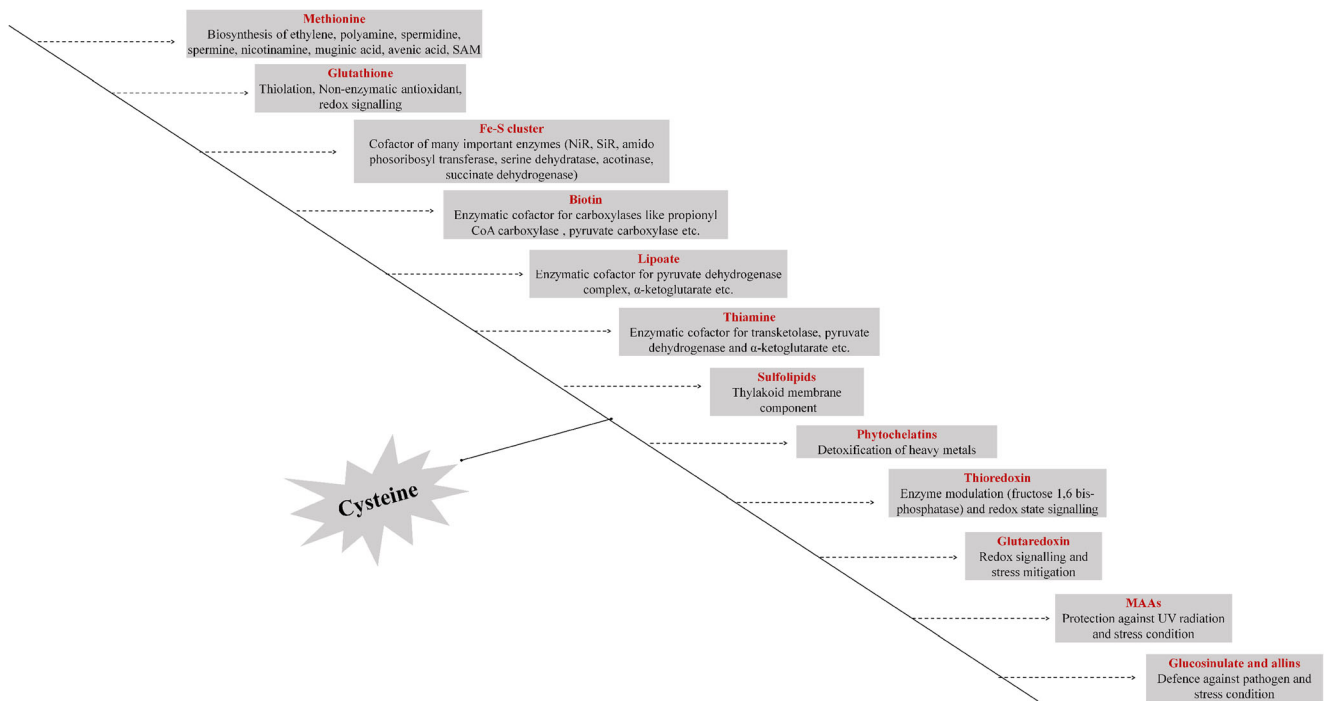 Methionine
Biosynthesis of ethylene, polyamine, spermidine,
spermine, nicotinamine, muginic acid, avenic acid, SAM
Glutathione
Thiolation, Non-enzymatic antioxidant,
redox signalling
Fe-S cluster
Cofactor of many important enzymes (NiR, SiR, amido
phosoribosyl transferase, serine dehydratase, acotinase,
succinate dehydrogenase)
Biotin
Enzymatic cofactor for carboxylases like propionyl
CoA carboxylase , pyruvate carboxylase etc.
Lipoate
Enzymatic cofactor for pyruvate dehydrogenase
complex, α-ketoglutarate etc.
Thiamine
Enzymatic cofactor for transketolase, pyruvate
dehydrogenase and α-ketoglutarate etc.
Sulfolipids
Thylakoid membrane
component
Phytochelatins
Detoxification of heavy metals
Cysteine
Thioredoxin
Enzyme modulation (fructose 1,6 bis-
phosphatase) and redox state signalling
Glutaredoxin
Redox signalling and
stress mitigation
MAAs
Protection against UV radiation
and stress condition
Glucosinulate and allins
Defence against pathogen and
stress condition